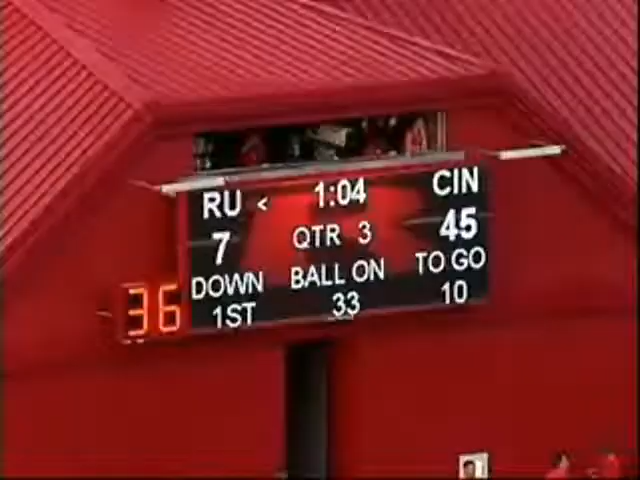 RU < 1:04 CIN
7 QTR 3 45
DOWN BALL ON TO GO
1ST 33 10
36